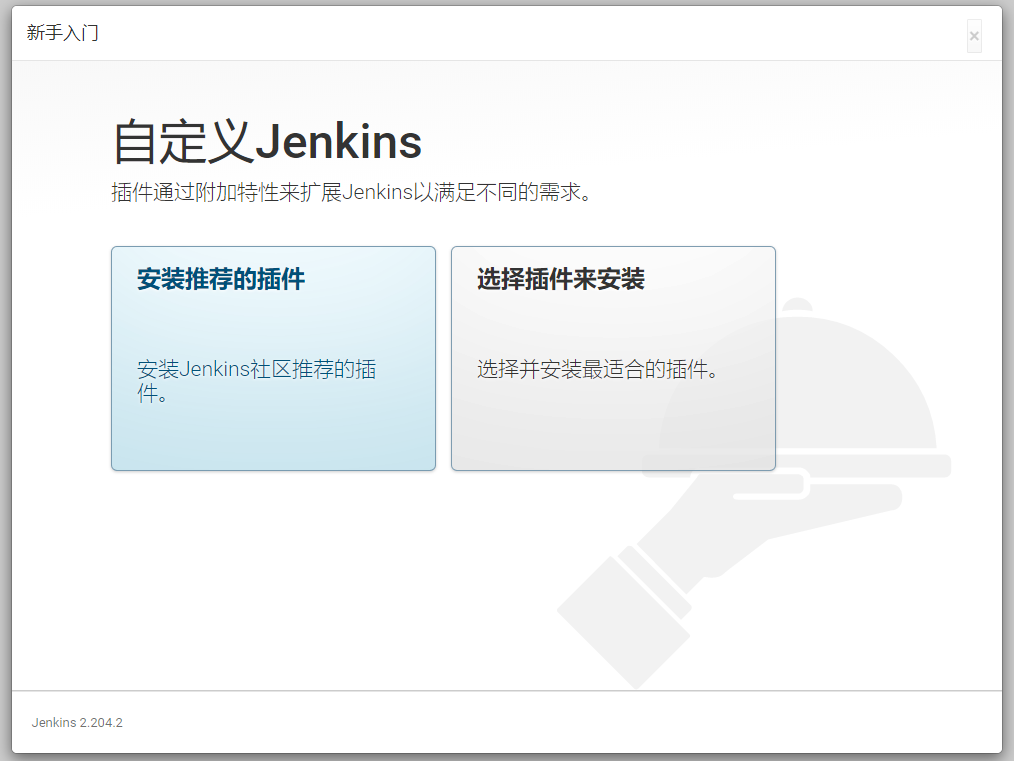 新手入门
×
自定义Jenkins
插件通过附加特性来扩展Jenkins以满足不同的需求。
安装推荐的插件
安装Jenkins社区推荐的插
件。
选择插件来安装
选择并安装最适合的插件。
Jenkins 2.204.2